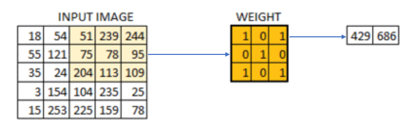 INPUT IMAGE
WEIGHT
18 54 51 239 244
55 121 75 78 95
35 24 204 113 109
3 154 104 235 25
15 253 225 159 78
1 0 1
0 1 0
1 0 1
429 686